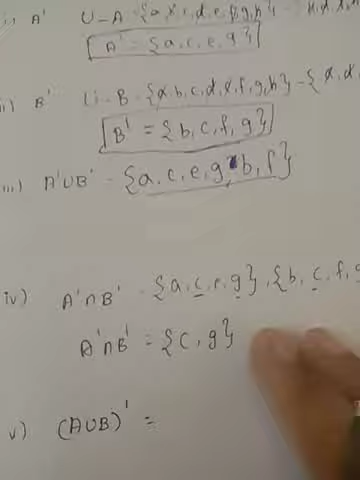 A' U-A = {a, c, d, e, f, g, h} -
A' = {a, c, e, g}
ii) B' U-B = {a, b, c, d, e, f, g, h} - {
B' = {b, c, f, g}
iii) A'∪B' = {a, c, e, g, b, f}
iv) A'∩B' = {a, c, e, g}, {b, c, f, g
A'∩B' = {c, g}
v) (A∪B)' =